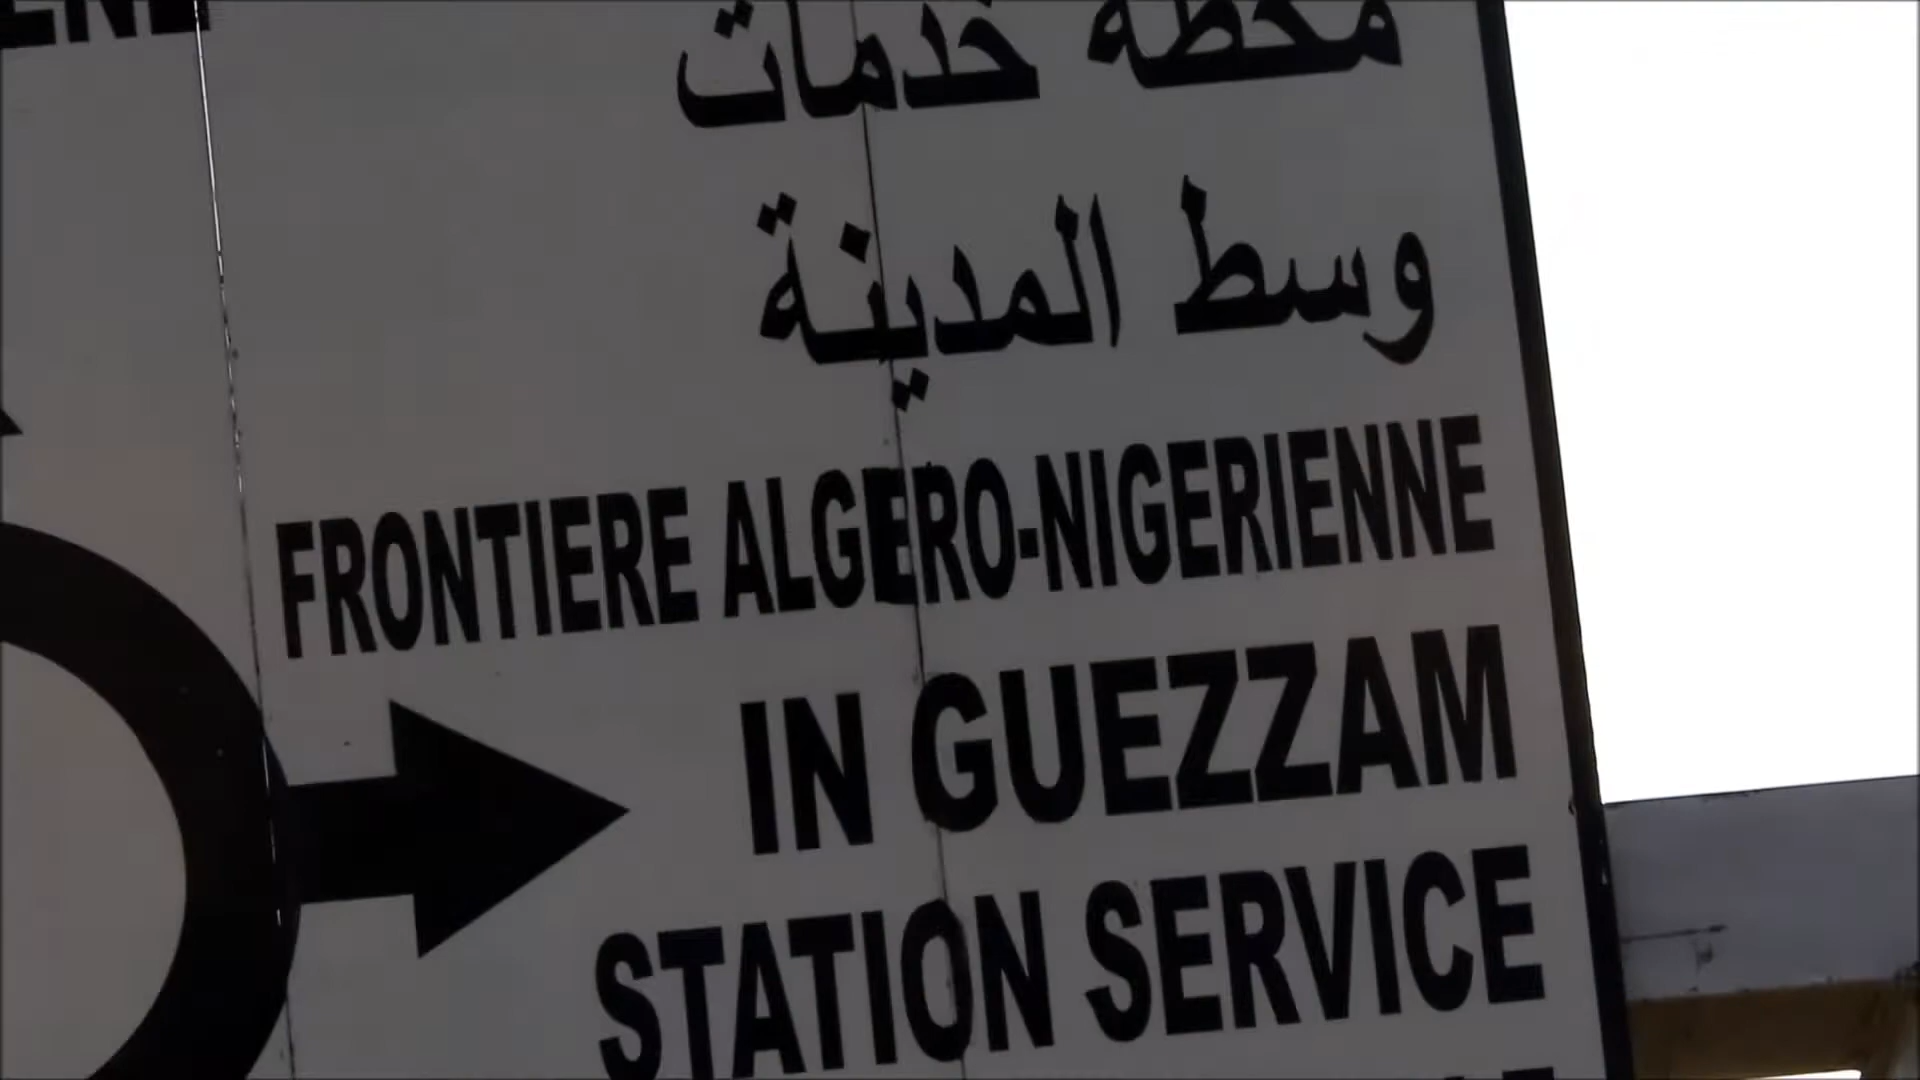 محطة خدمات
وسط المدينة
FRONTIERE ALGERO-NIGERIENNE
IN GUEZZAM
STATION SERVICE